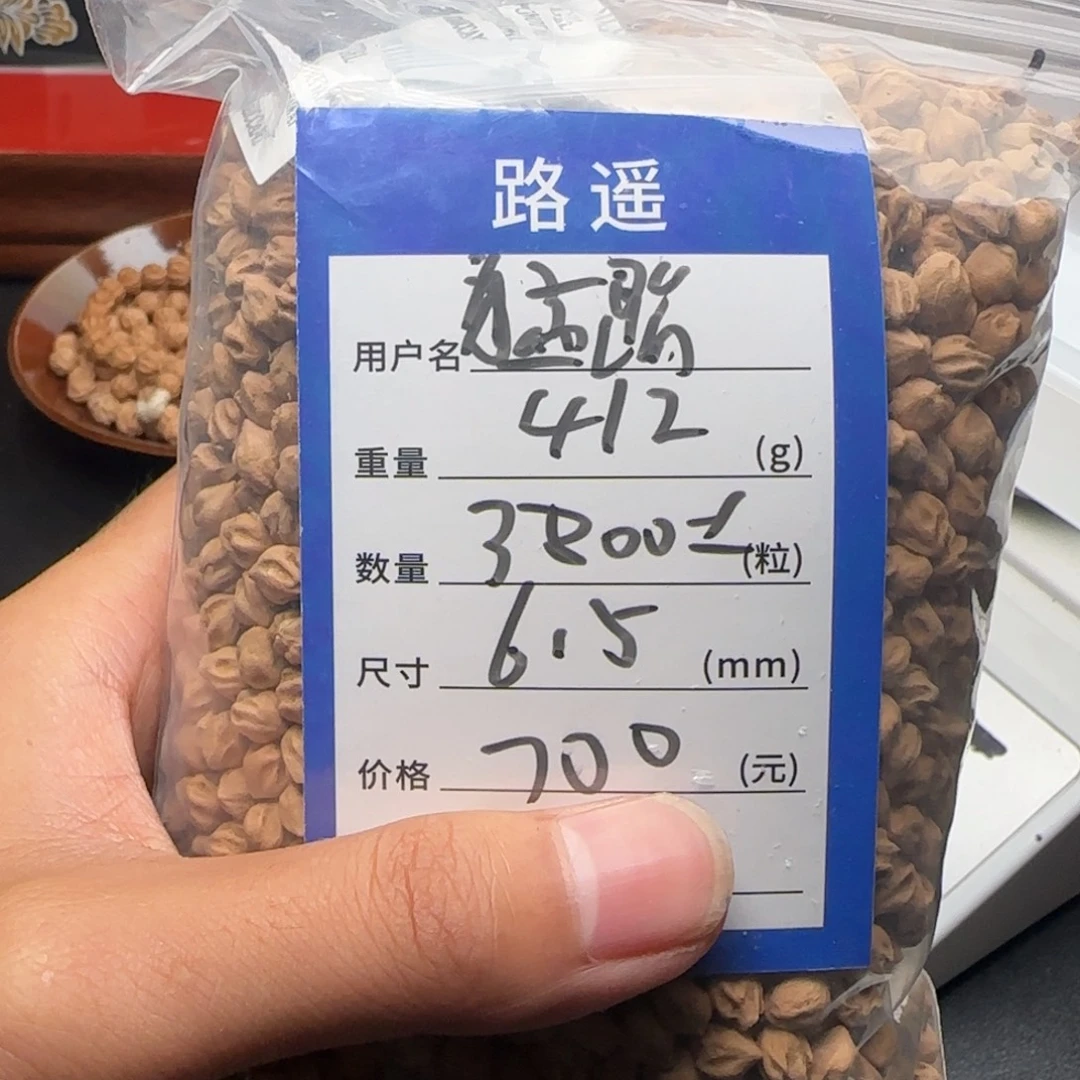 路遥
用户名
重量 412 (g)
数量 3800± (粒)
尺寸 6.5 (mm)
价格 700 (元)